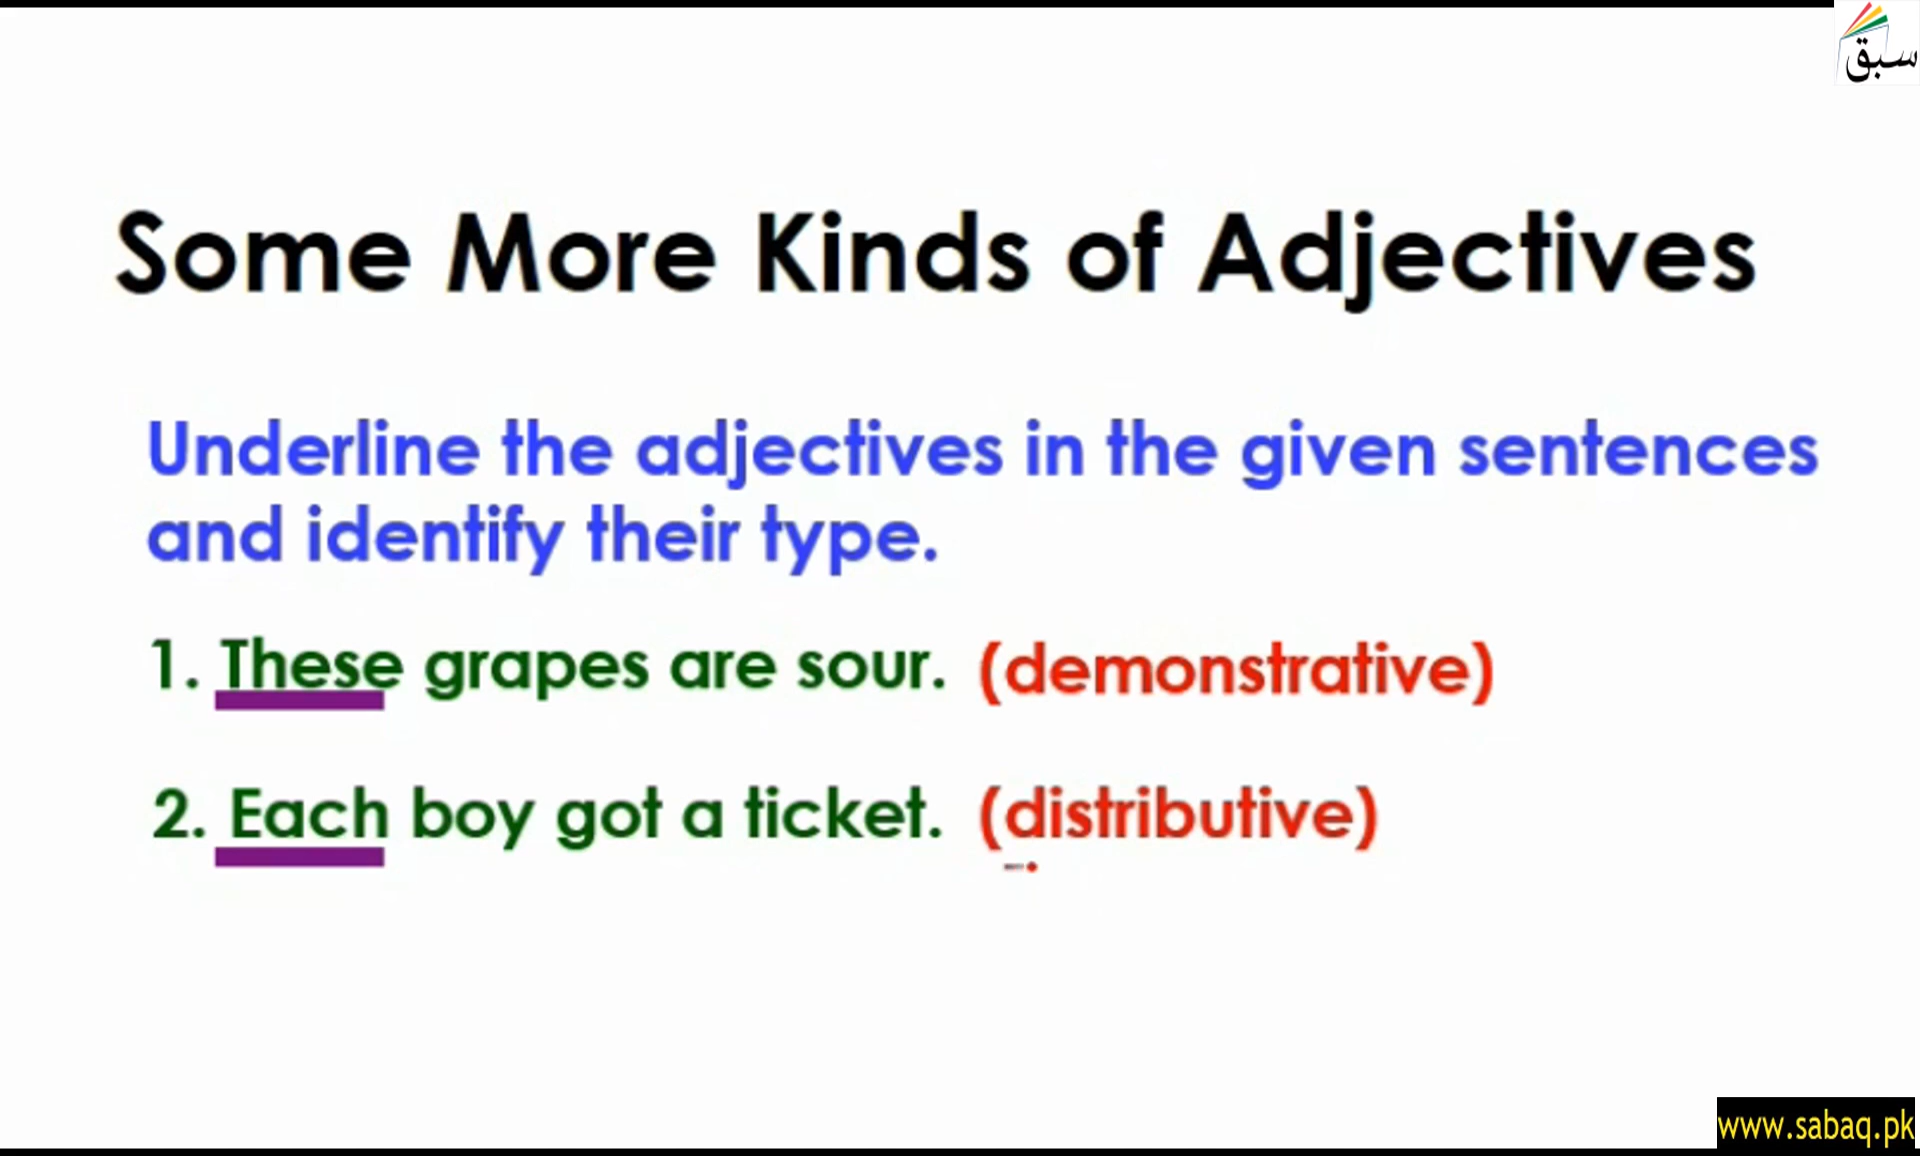 سبق
Some More Kinds of Adjectives
Underline the adjectives in the given sentences
and identify their type.
1. These grapes are sour. (demonstrative)
2. Each boy got a ticket. (distributive)
www.sabaq.pk